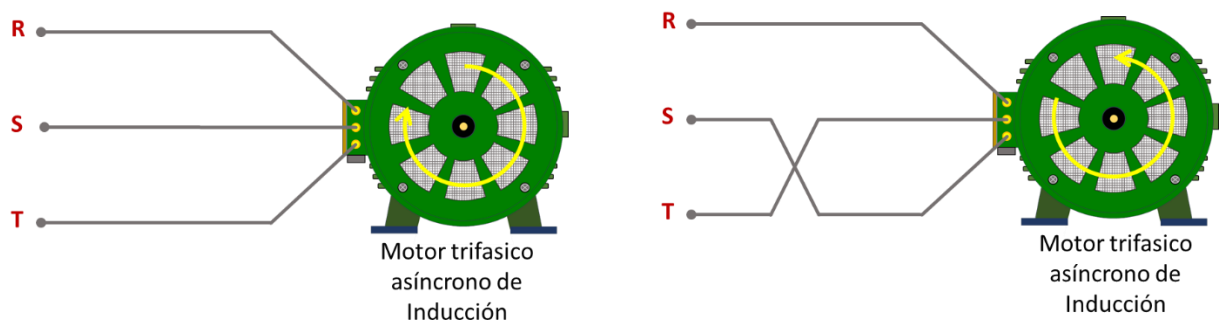 R
S
T
Motor trifasico
asíncrono de
Inducción
R
S
T
Motor trifasico
asíncrono de
Inducción